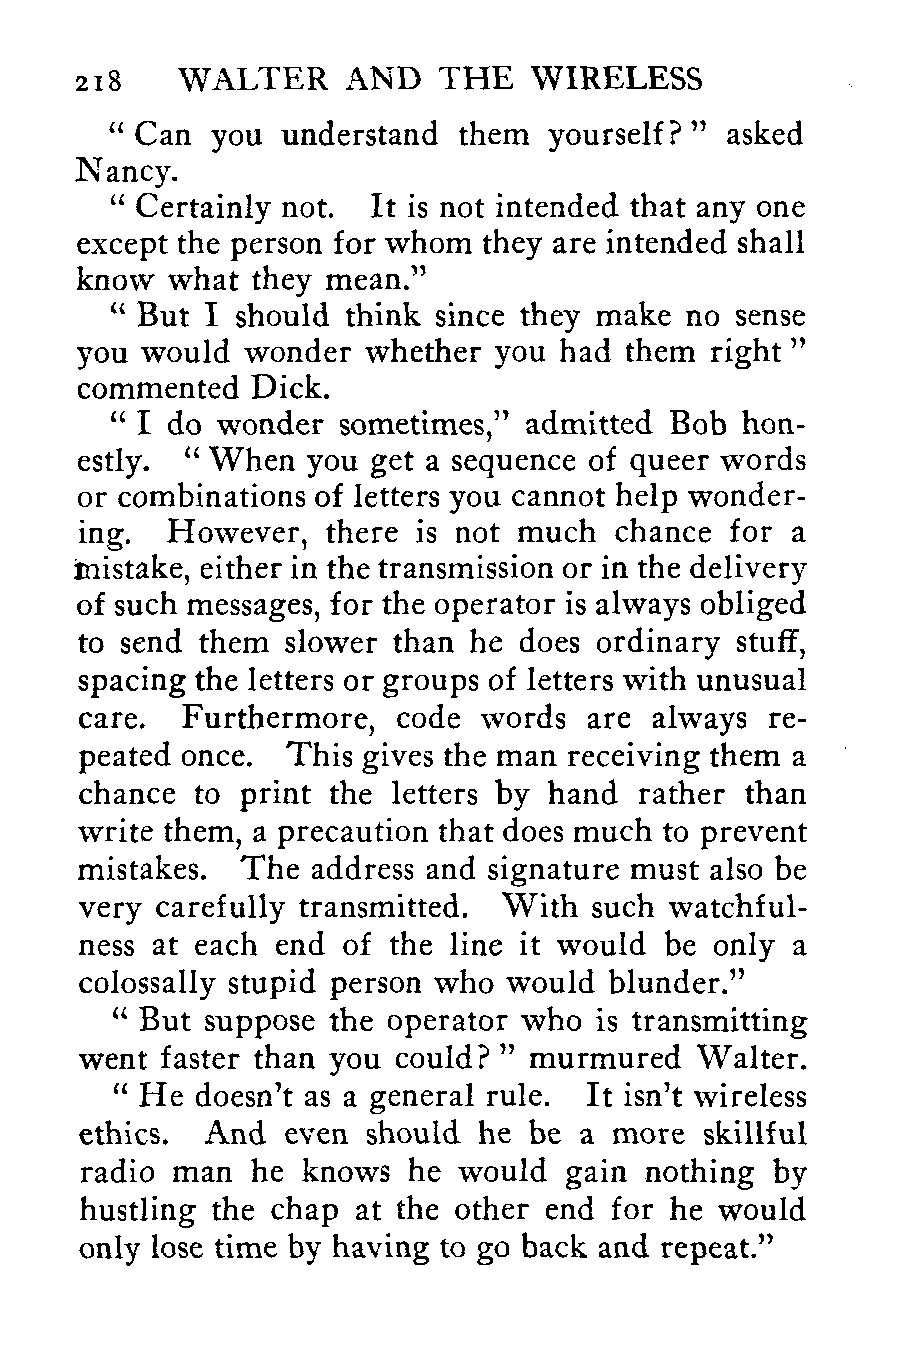 218 WALTER AND THE WIRELESS
" Can you understand them yourself? " asked
Nancy.
" Certainly not. It is not intended that any one
except the person for whom they are intended shall
know what they mean."
" But I should think since they make no sense
you would wonder whether you had them right "
commented Dick.
" I do wonder sometimes," admitted Bob hon-
estly. " When you get a sequence of queer words
or combinations of letters you cannot help wonder-
ing. However, there is not much chance for a
mistake, either in the transmission or in the delivery
of such messages, for the operator is always obliged
to send them slower than he does ordinary stuff,
spacing the letters or groups of letters with unusual
care. Furthermore, code words are always re-
peated once. This gives the man receiving them a
chance to print the letters by hand rather than
write them, a precaution that does much to prevent
mistakes. The address and signature must also be
very carefully transmitted. With such watchful-
ness at each end of the line it would be only a
colossally stupid person who would blunder."
" But suppose the operator who is transmitting
went faster than you could? " murmured Walter.
" He doesn't as a general rule. It isn't wireless
ethics. And even should he be a more skillful
radio man he knows he would gain nothing by
hustling the chap at the other end for he would
only lose time by having to go back and repeat."